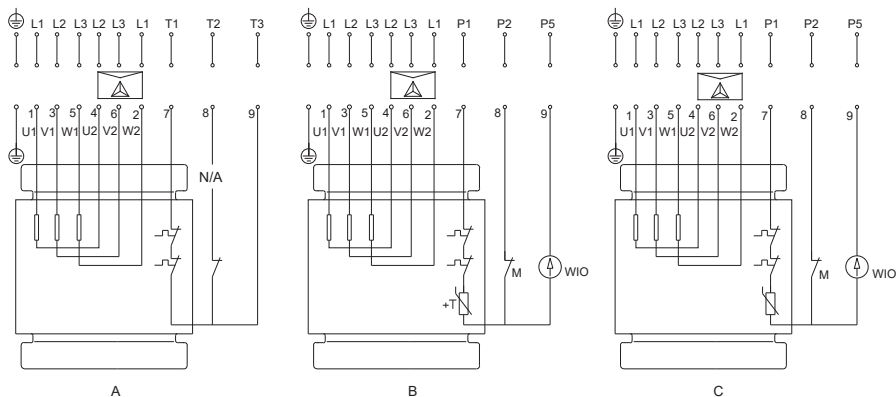 L1 L2 L3 L2 L3 L1 T1 T2 T3
1 3 5 4 6 2 7 8 9
U1 V1 W1 U2 V2 W2
N/A
A
L1 L2 L3 L2 L3 L1 P1 P2 P5
1 3 5 4 6 2 7 8 9
U1 V1 W1 U2 V2 W2
M
WIO
+T
B
L1 L2 L3 L2 L3 L1 P1 P2 P5
1 3 5 4 6 2 7 8 9
U1 V1 W1 U2 V2 W2
M
WIO
C